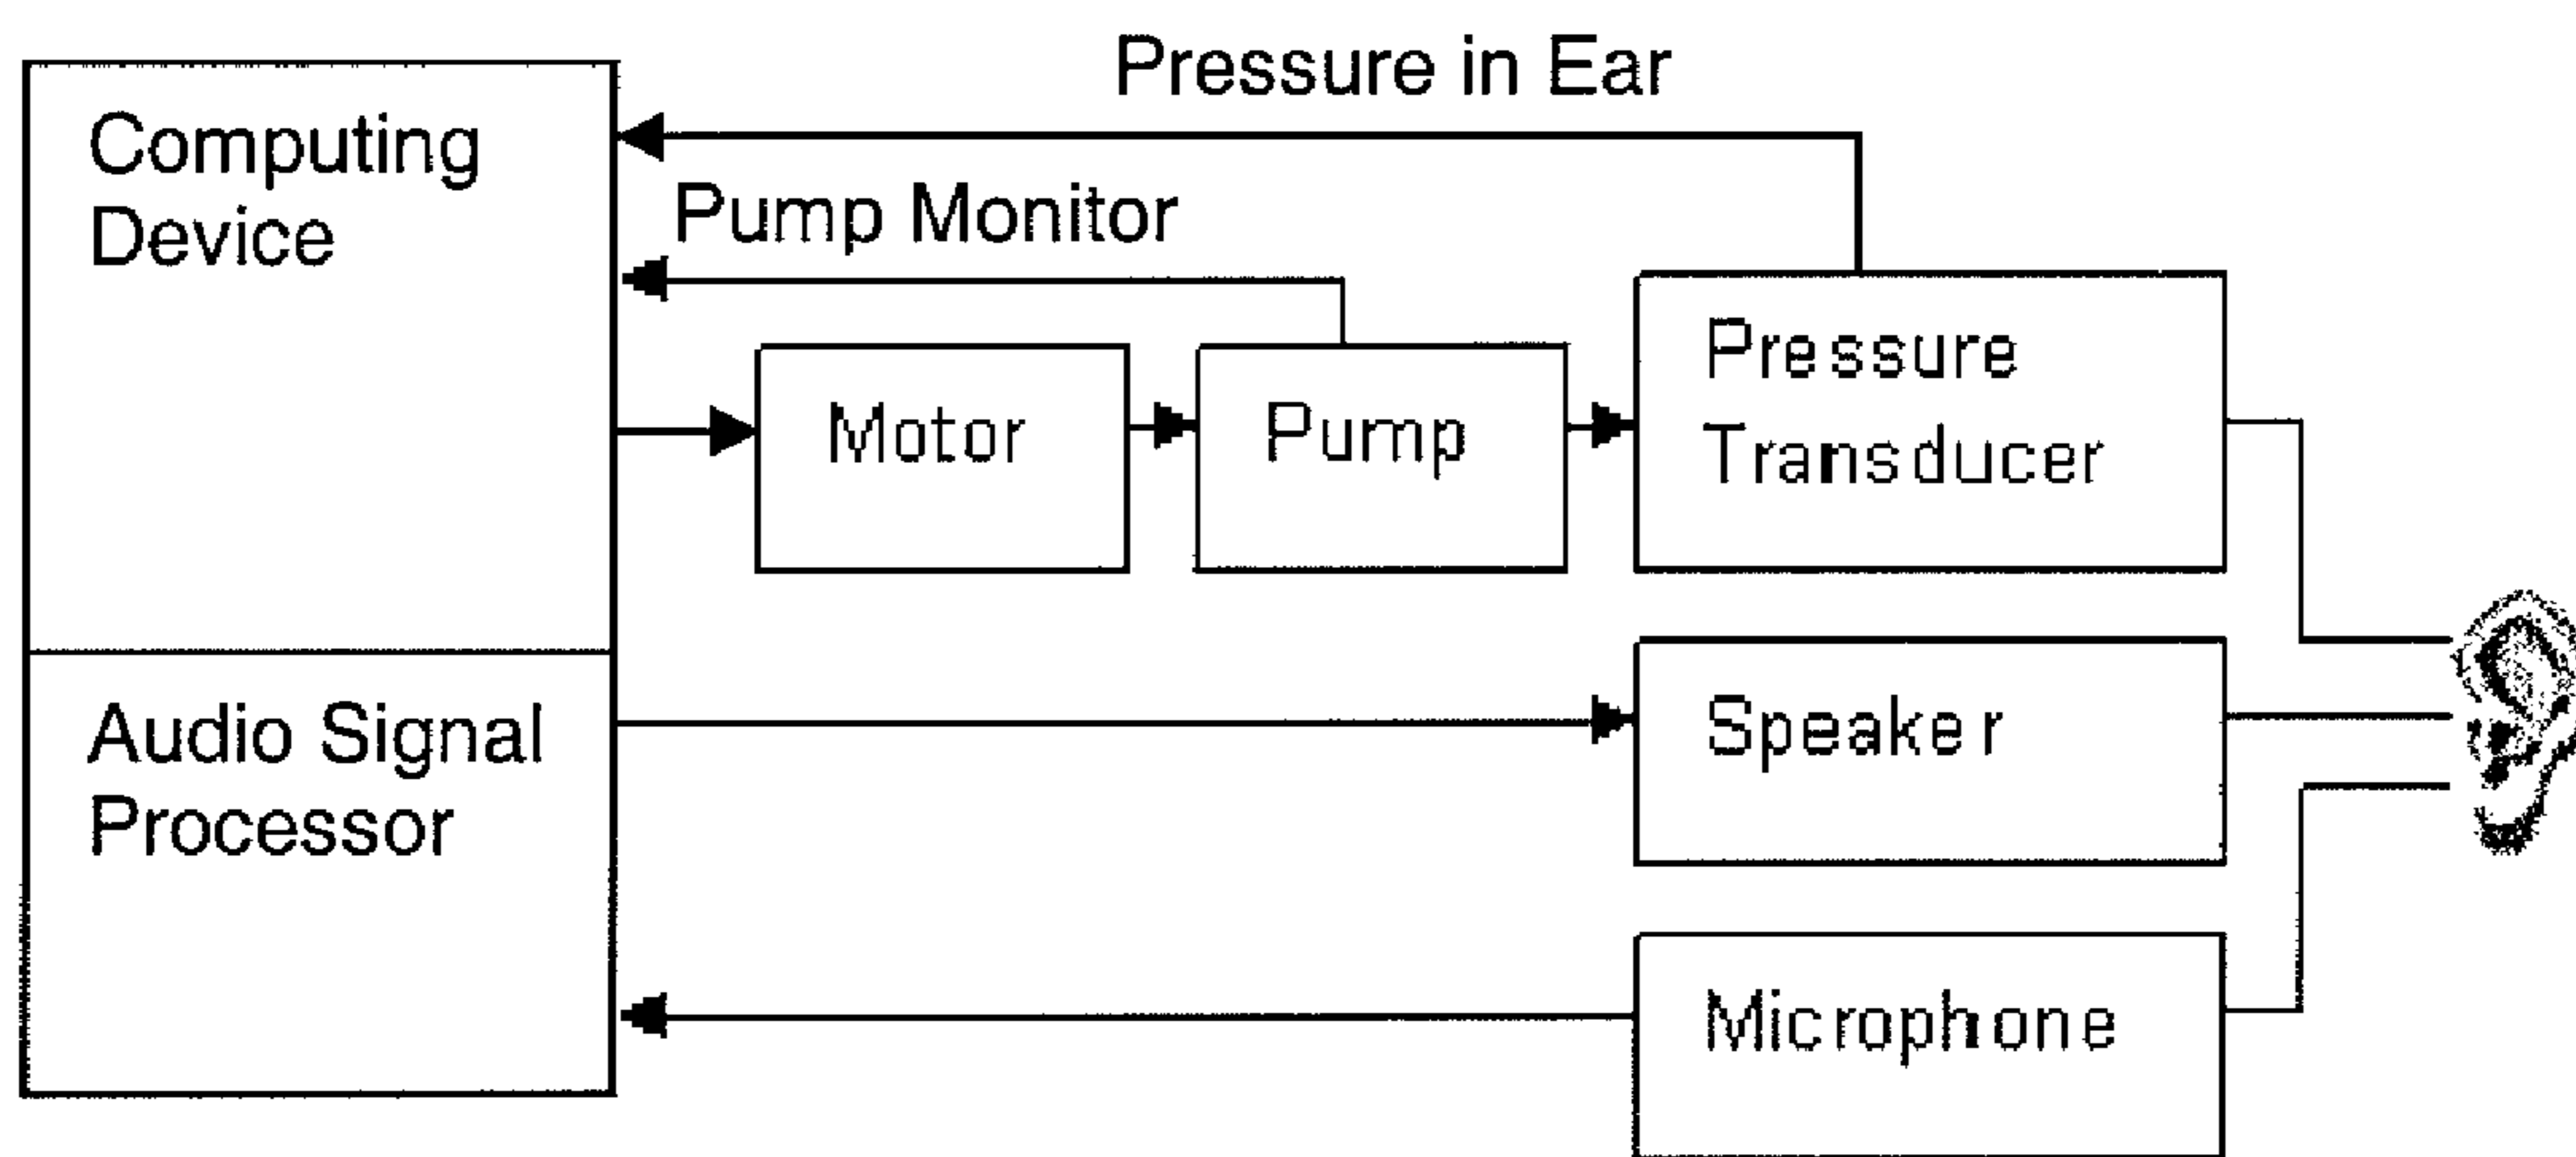 Pressure in Ear
Computing
Device
Pump Monitor
Motor
Pump
Pressure
Transducer
Audio Signal
Processor
Speaker
Microphone